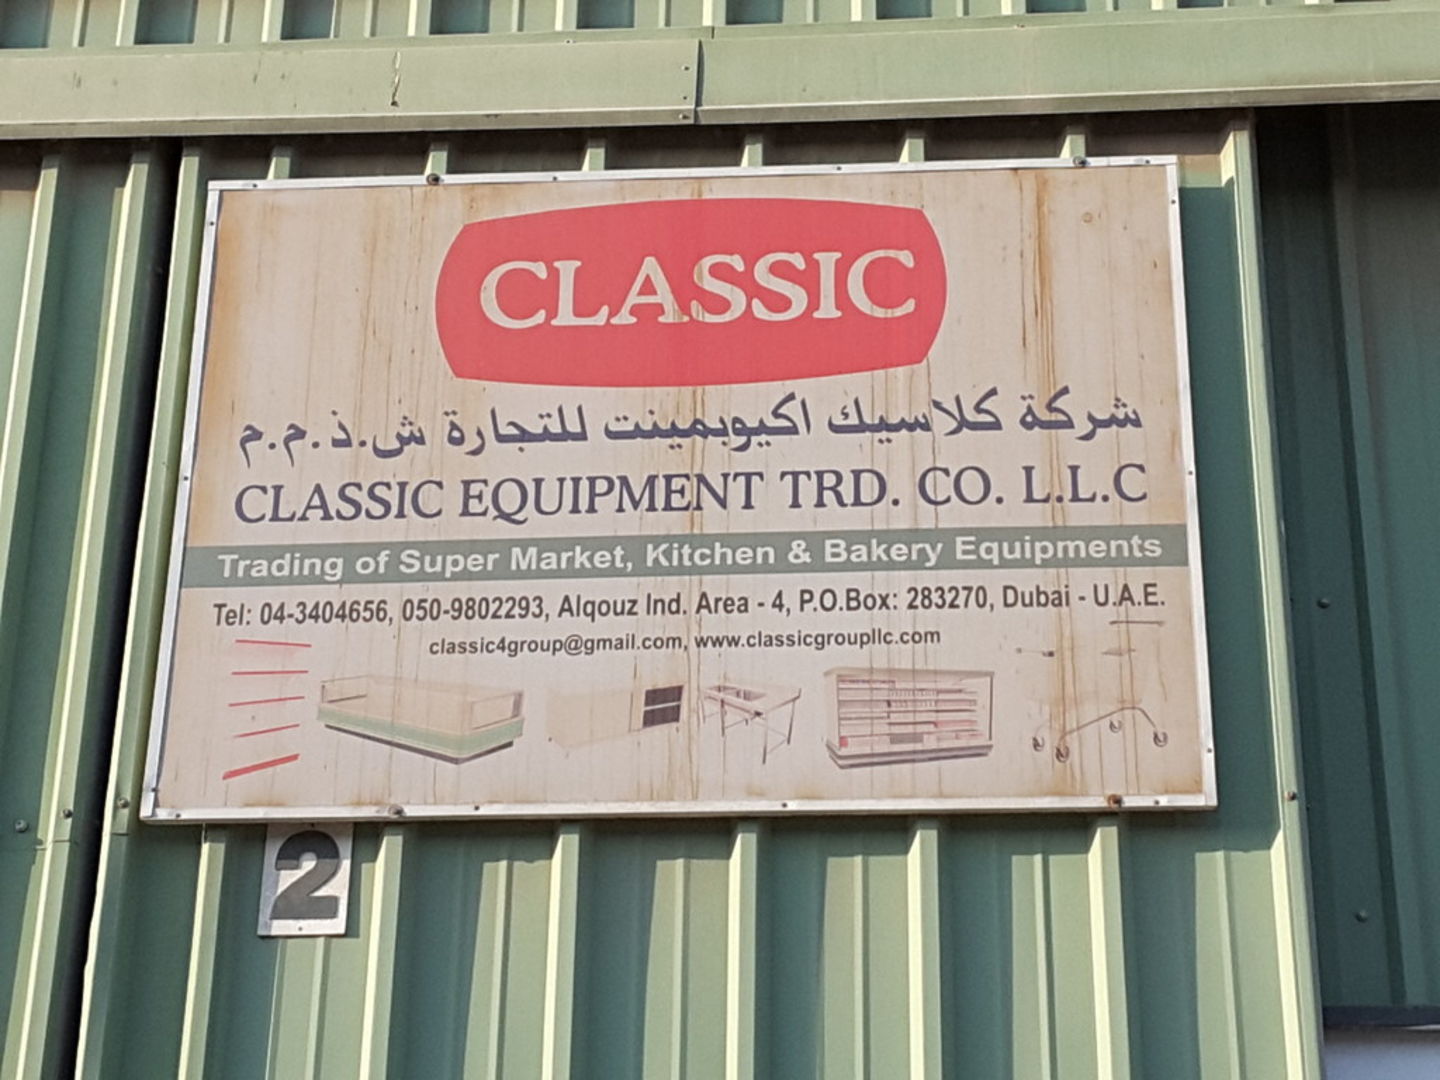 CLASSIC
شركة كلاسيك اكيوبمينت للتجارة ش.ذ.م.م
CLASSIC EQUIPMENT TRD. CO. L.L.C
Trading of Super Market, Kitchen & Bakery Equipments
Tel: 04-3404656, 050-9802293, Alqouz Ind. Area - 4, P.O.Box: 283270, Dubai - U.A.E.
classic4group@gmail.com, www.classicgroupllc.com
2